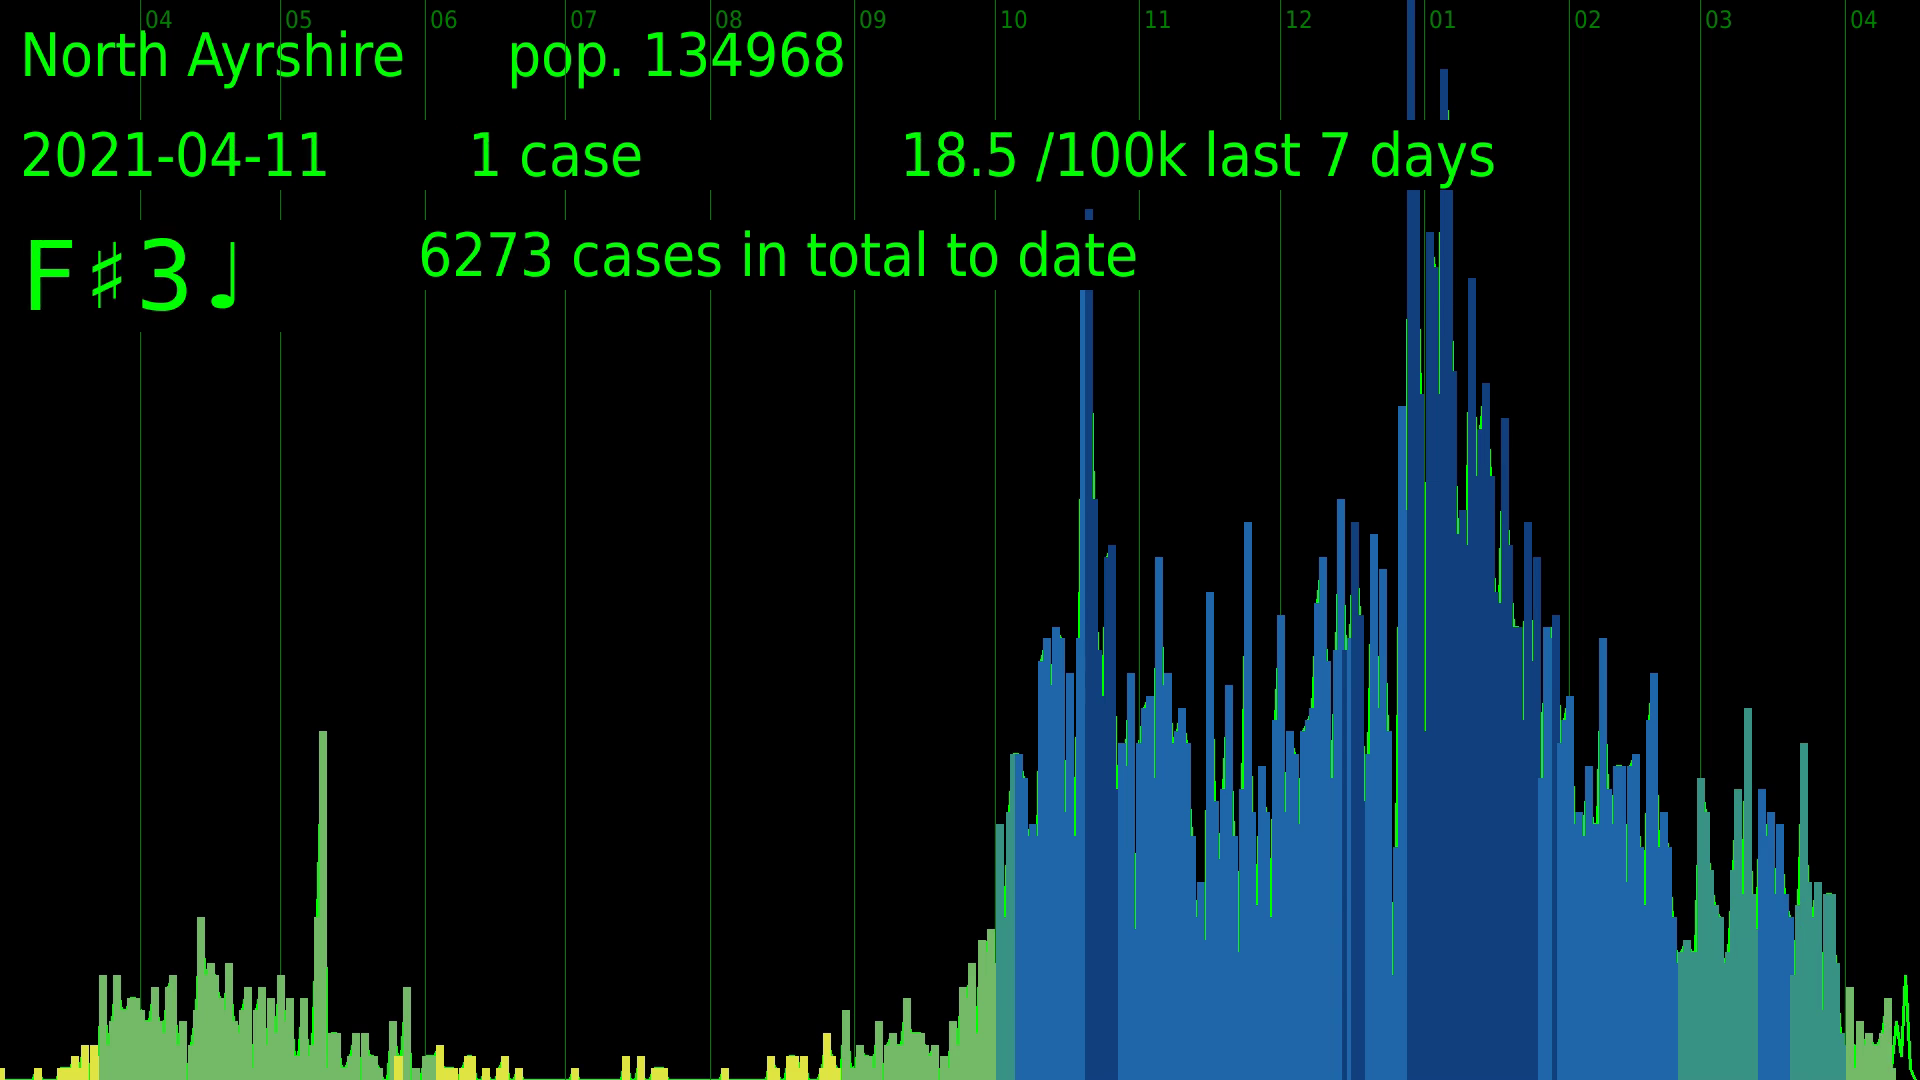 04 05 06 07 08 09 10 11 12 01 02 03 04
North Ayrshire pop. 134968
2021-04-11 1 case 18.5 /100k last 7 days
F♯3♩ 6273 cases in total to date